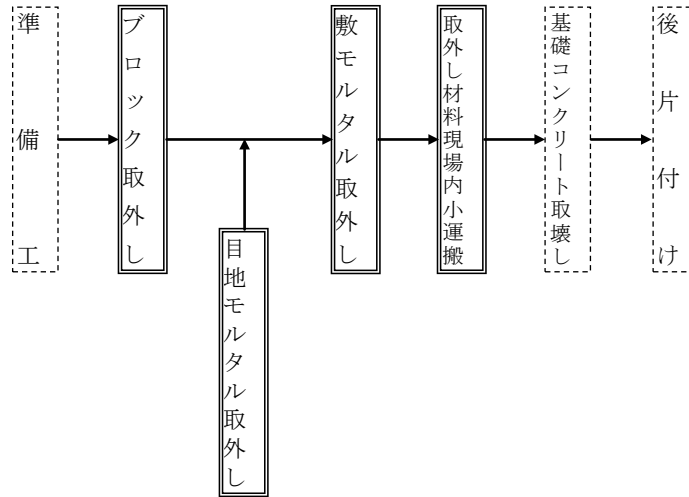 準備工
ブロック取外し
目地モルタル取外し
敷モルタル取外し
取外し材料現場内小運搬
基礎コンクリート取壊し
後片付け